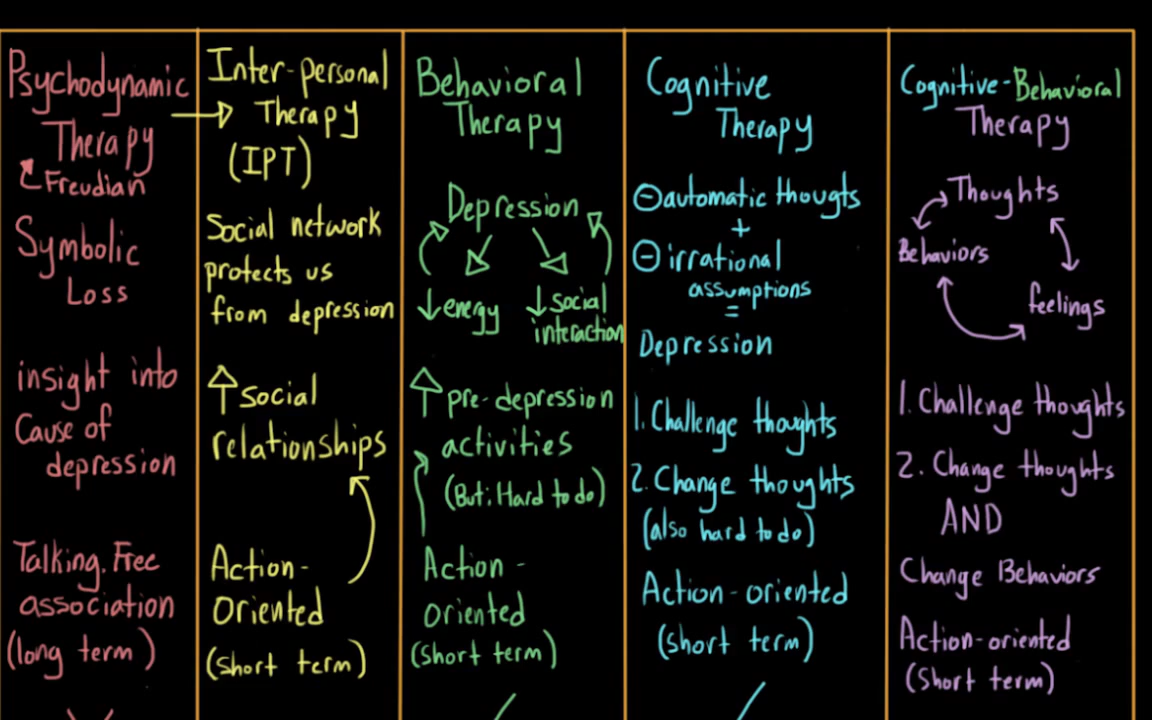 Psychodynamic
Therapy
Freudian
Symbolic
Loss
insight into
Cause of
depression
Talking. Free
association
(long term)
Inter-personal
Therapy
(IPT)
Social network
protects us
from depression
↑ social
relationships
Action-
Oriented
(short term)
Behavioral
Therapy
Depression
↓energy
↓social
interaction
↑ pre-depression
activities
(But: Hard to do)
Action-
oriented
(short term)
Cognitive
Therapy
⊖automatic thougts
+
⊖ irrational
assumptions
=
Depression
1. Challenge thoughts
2. Change thoughts
(also hard to do)
Action-oriented
(short term)
Cognitive-Behavioral
Therapy
Thoughts
Behaviors
feelings
1. Challenge thoughts
2. Change thoughts
AND
Change Behaviors
Action-oriented
(Short term)